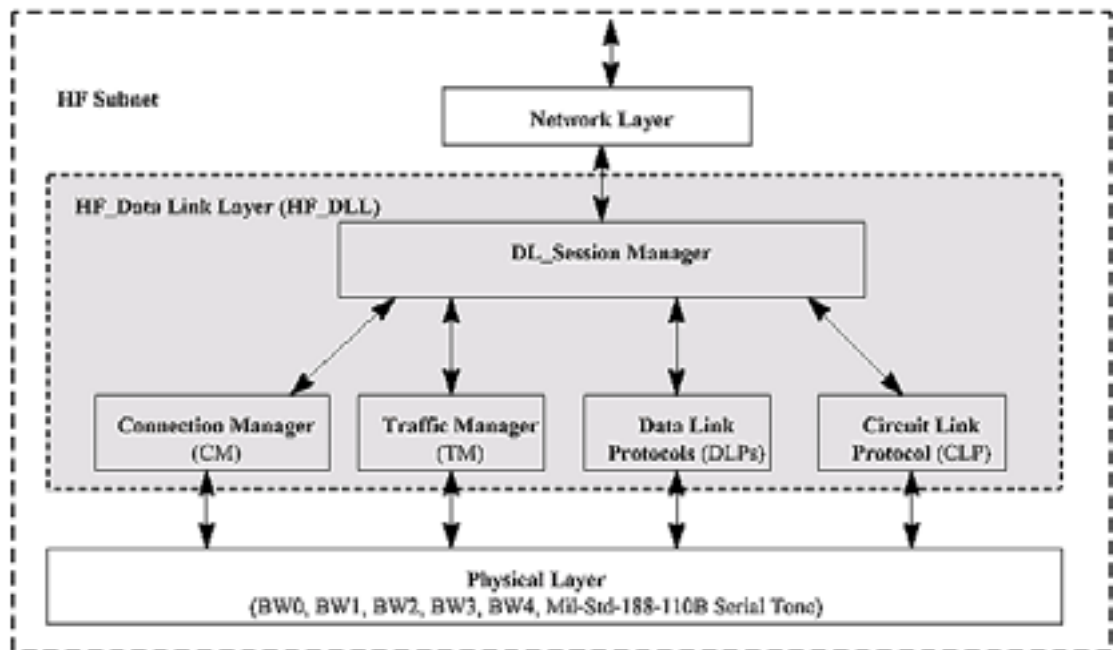 HF Subnet
Network Layer
HF_Data Link Layer (HF_DLL)
DL_Session Manager
Connection Manager
(CM)
Traffic Manager
(TM)
Data Link
Protocols (DLPs)
Circuit Link
Protocol (CLP)
Physical Layer
(BW0, BW1, BW2, BW3, BW4, Mil-Std-188-110B Serial Tone)